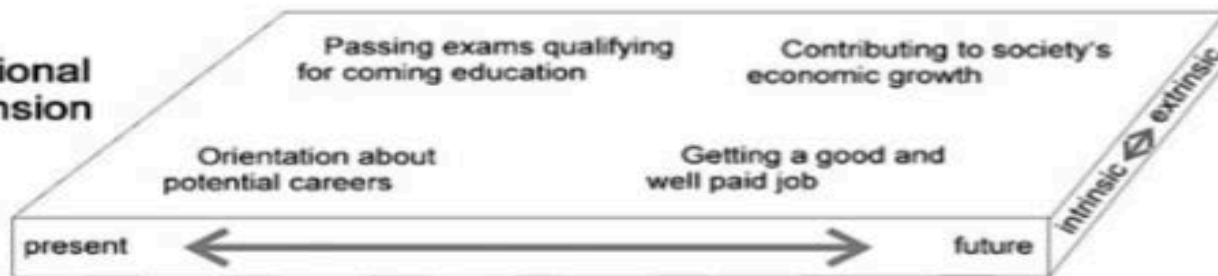 Passing exams qualifying
for coming education
Contributing to society's
economic growth
Orientation about
potential careers
Getting a good and
well paid job
present
future
intrinsic
extrinsic